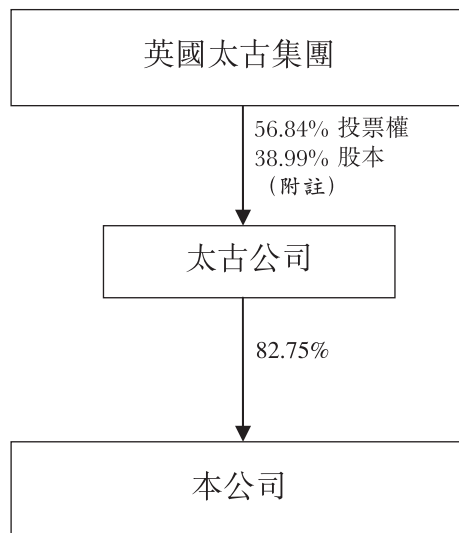 英國太古集團
56.84% 投票權
38.99% 股本
(附註)
太古公司
82.75%
本公司